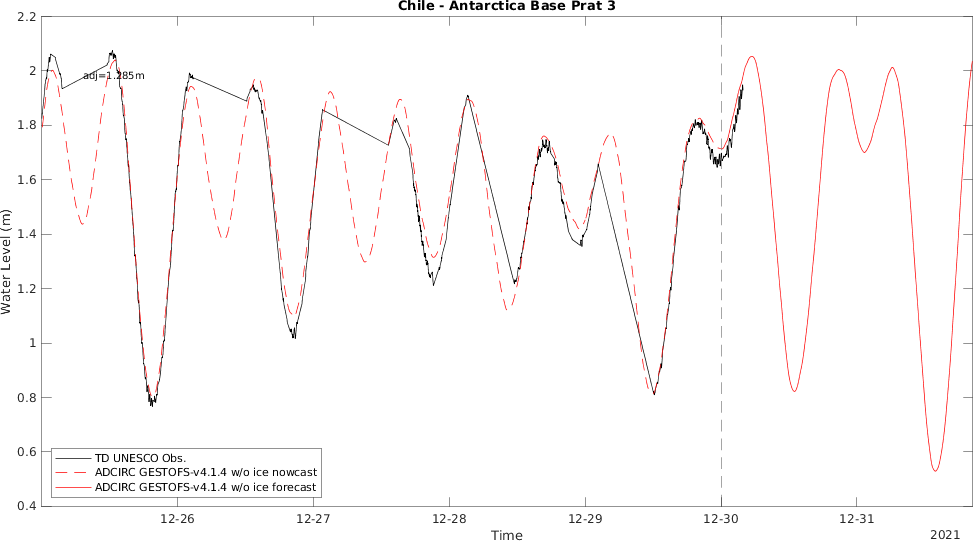 Chile - Antarctica Base Prat 3
2.2
2
1.8
1.6
1.4
1.2
1
0.8
0.6
0.4
Water Level (m)
adj=1.285m
TD UNESCO Obs.
ADCIRC GESTOFS-v4.1.4 w/o ice nowcast
ADCIRC GESTOFS-v4.1.4 w/o ice forecast
12-26
12-27
12-28
12-29
12-30
12-31
Time
2021